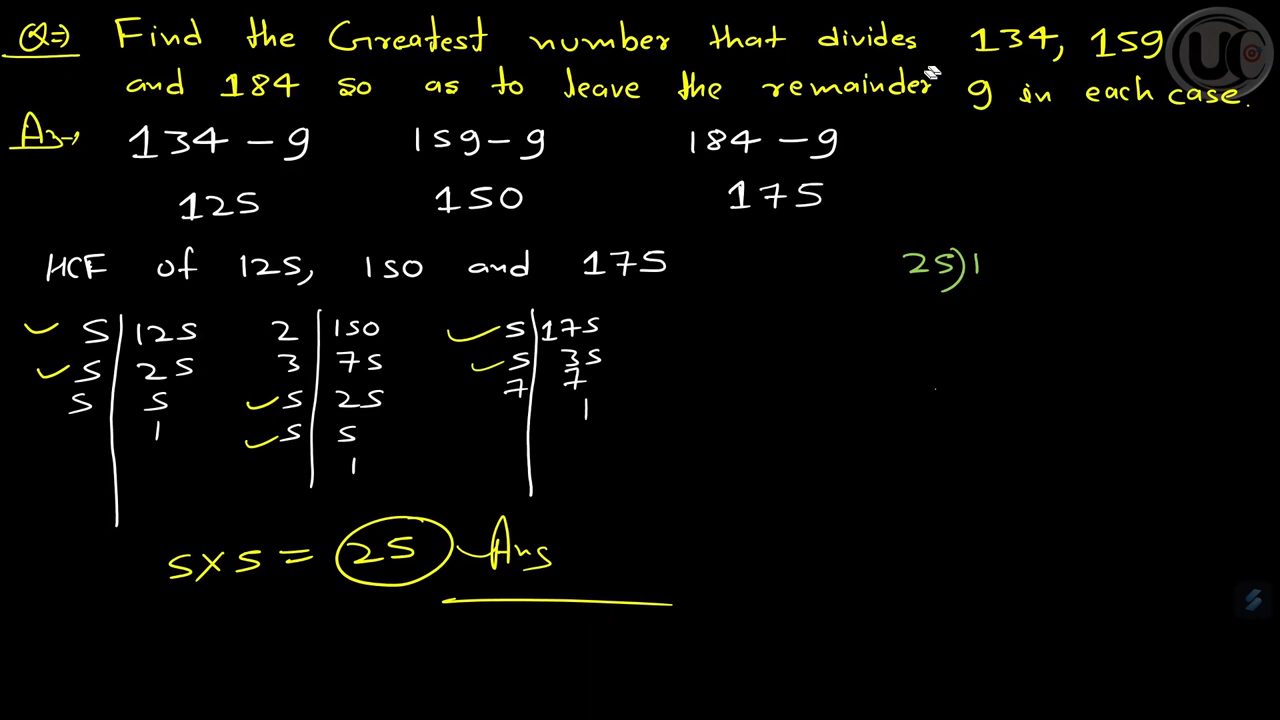 Q⇒ Find the Greatest number that divides 134, 159
and 184 so as to leave the remainder 9 in each case.
A→ 134 - 9 159 - 9 184 - 9
125 150 175
HCF of 125, 150 and 175
25)1
5 | 125 2 | 150 5 | 175
5 | 25 3 | 75 5 | 35
5 | 5 5 | 25 7 | 7
1 5 | 5 1
1
5 × 5 = 25 Ans
UC